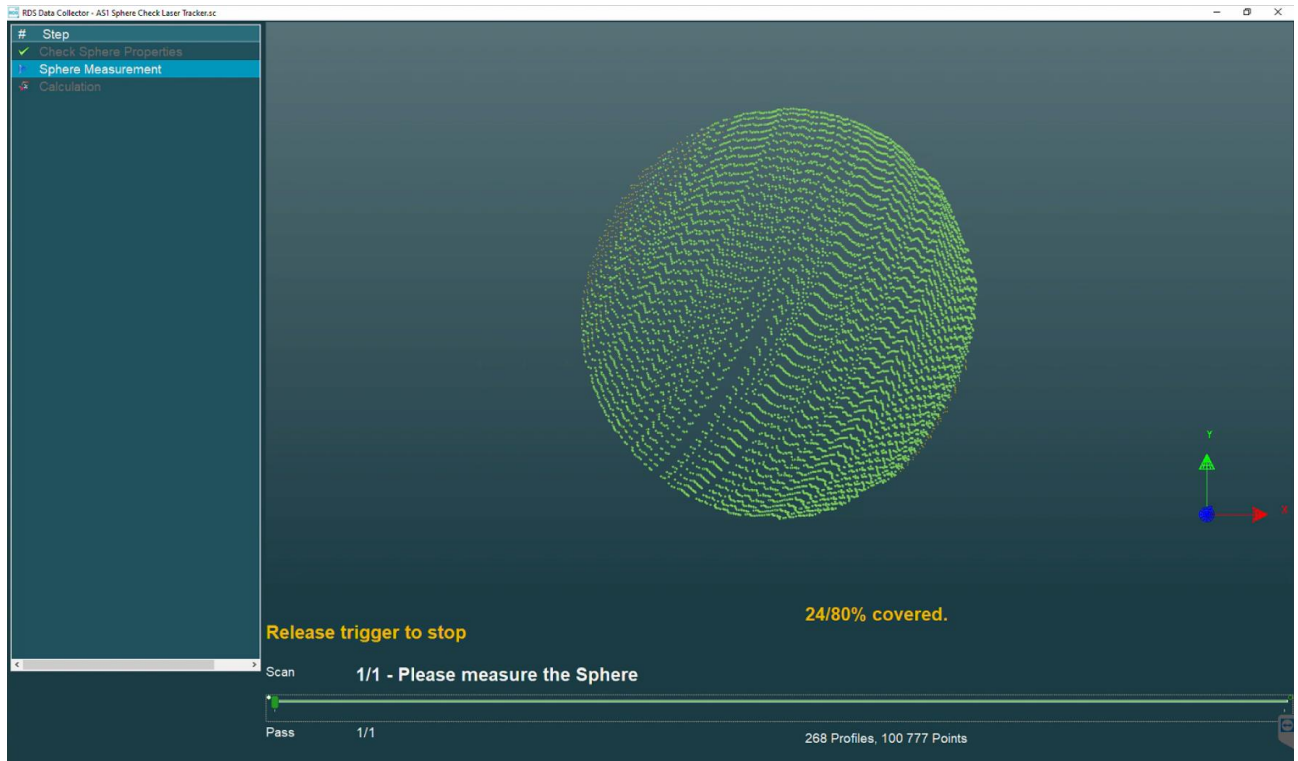 RDS Data Collector - AS1 Sphere Check Laser Tracker.sc
# Step
Check Sphere Properties
Sphere Measurement
Calculation
Y
X
24/80% covered.
Release trigger to stop
Scan 1/1 - Please measure the Sphere
Pass 1/1
268 Profiles, 100 777 Points